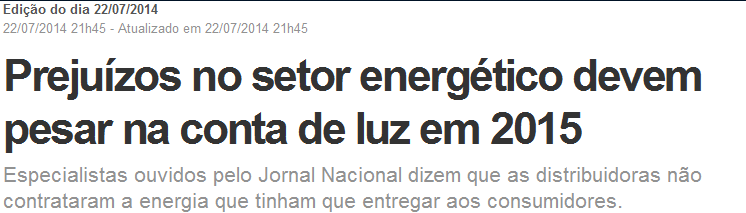 Edição do dia 22/07/2014
22/07/2014 21h45 - Atualizado em 22/07/2014 21h45
Prejuízos no setor energético devem
pesar na conta de luz em 2015
Especialistas ouvidos pelo Jornal Nacional dizem que as distribuidoras não
contrataram a energia que tinham que entregar aos consumidores.